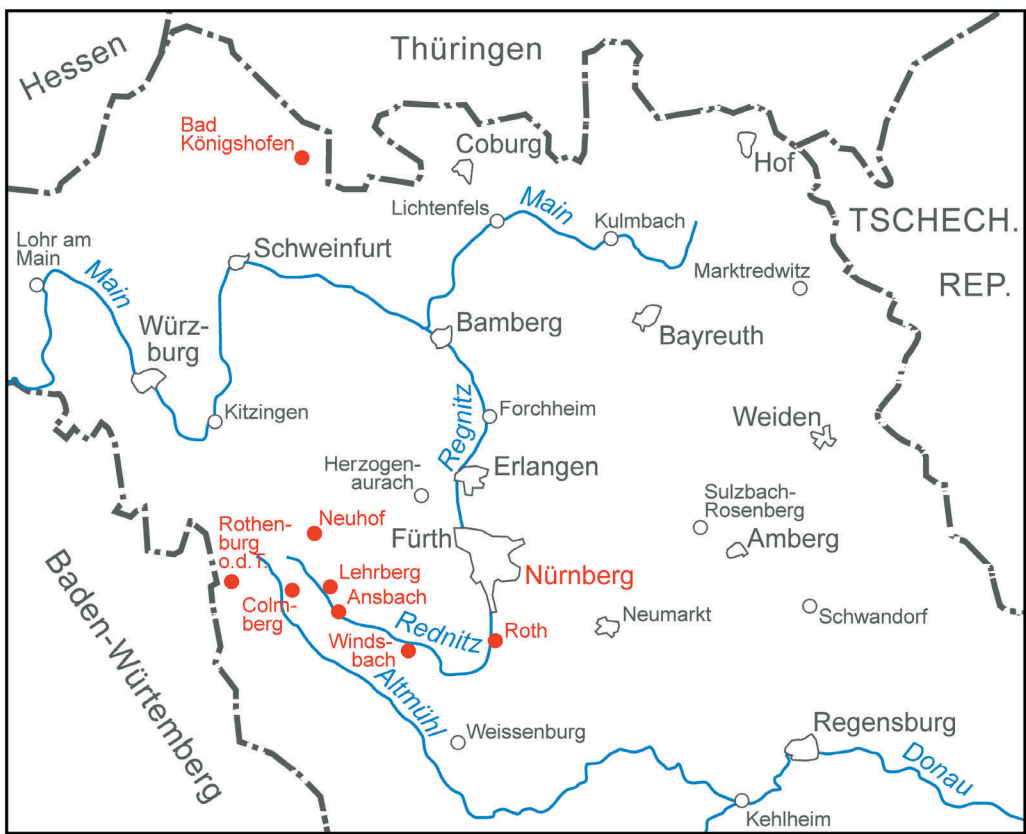 Hessen
Thüringen
Bad
Königshofen
Coburg
Hof
Lichtenfels
Main
Kulmbach
TSCHECH.
REP.
Lohr am
Main
Schweinfurt
Marktredwitz
Main
Würz-
burg
Bamberg
Bayreuth
Kitzingen
Regnitz
Forchheim
Weiden
Herzogen-
aurach
Erlangen
Sulzbach-
Rosenberg
Neuhof
Rothen-
burg
o.d.T.
Fürth
Amberg
Lehrberg
Nürnberg
Ansbach
Colm-
berg
Baden-Würtemberg
Rednitz
Winds-
bach
Roth
Neumarkt
Schwandorf
Altmühl
Weissenburg
Regensburg
Donau
Kehlheim